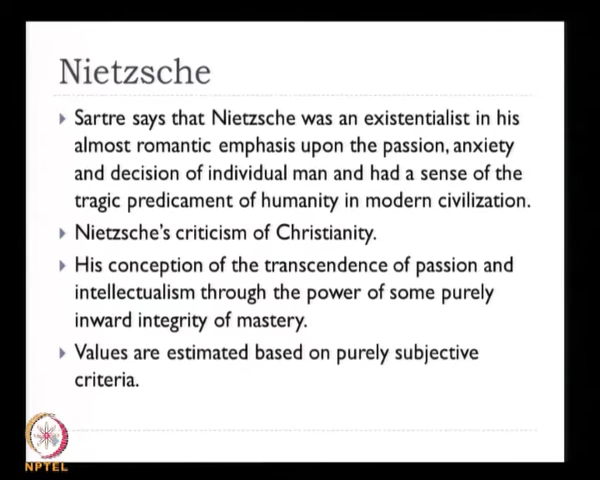 Nietzsche
Sartre says that Nietzsche was an existentialist in his
almost romantic emphasis upon the passion, anxiety
and decision of individual man and had a sense of the
tragic predicament of humanity in modern civilization.
Nietzsche's criticism of Christianity.
His conception of the transcendence of passion and
intellectualism through the power of some purely
inward integrity of mastery.
Values are estimated based on purely subjective
criteria.
NPTEL